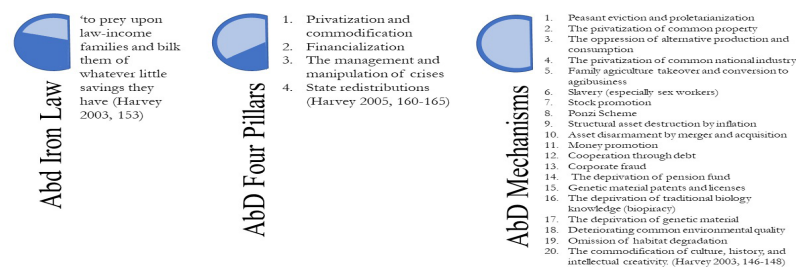 Abd Iron Law
'to prey upon
law-income
families and bilk
them of
whatever little
savings they
have (Harvey
2003, 153)
AbD Four Pillars
1. Privatization and
commodification
2. Financialization
3. The management and
manipulation of crises
4. State redistributions
(Harvey 2005, 160-165)
AbD Mechanisms
1. Peasant eviction and proletarianization
2. The privatization of common property
3. The oppression of alternative production and
consumption
4. The privatization of common national industry
5. Family agriculture takeover and conversion to
agribusiness
6. Slavery (especially sex workers)
7. Stock promotion
8. Ponzi Scheme
9. Structural asset destruction by inflation
10. Asset disarmament by merger and acquisition
11. Money promotion
12. Cooperation through debt
13. Corporate fraud
14. The deprivation of pension fund
15. Genetic material patents and licenses
16. The deprivation of traditional biology
knowledge (biopiracy)
17. The deprivation of genetic material
18. Deteriorating common environmental quality
19. Omission of habitat degradation
20. The commodification of culture, history, and
intellectual creativity. (Harvey 2003, 146-148)